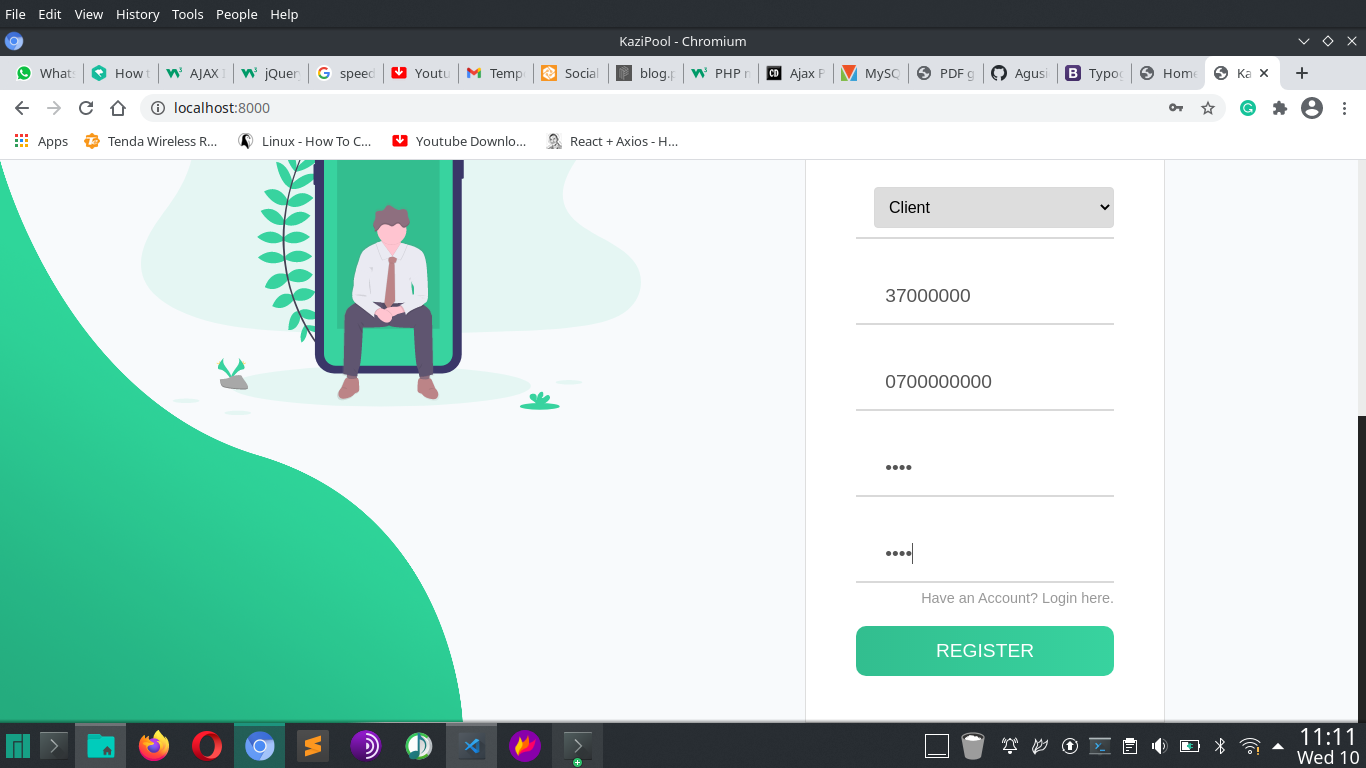 File Edit View History Tools People Help
KaziPool - Chromium
What: How t AJAX I jQuer speed Youtu Temp Social blog.p PHP n Ajax P MySQ PDF g Agusi Typog Home Ka
localhost:8000
Apps Tenda Wireless R... Linux - How To C... Youtube Downlo... React + Axios - H...
Client
37000000
0700000000
••••
••••
Have an Account? Login here.
REGISTER
11:11
Wed 10